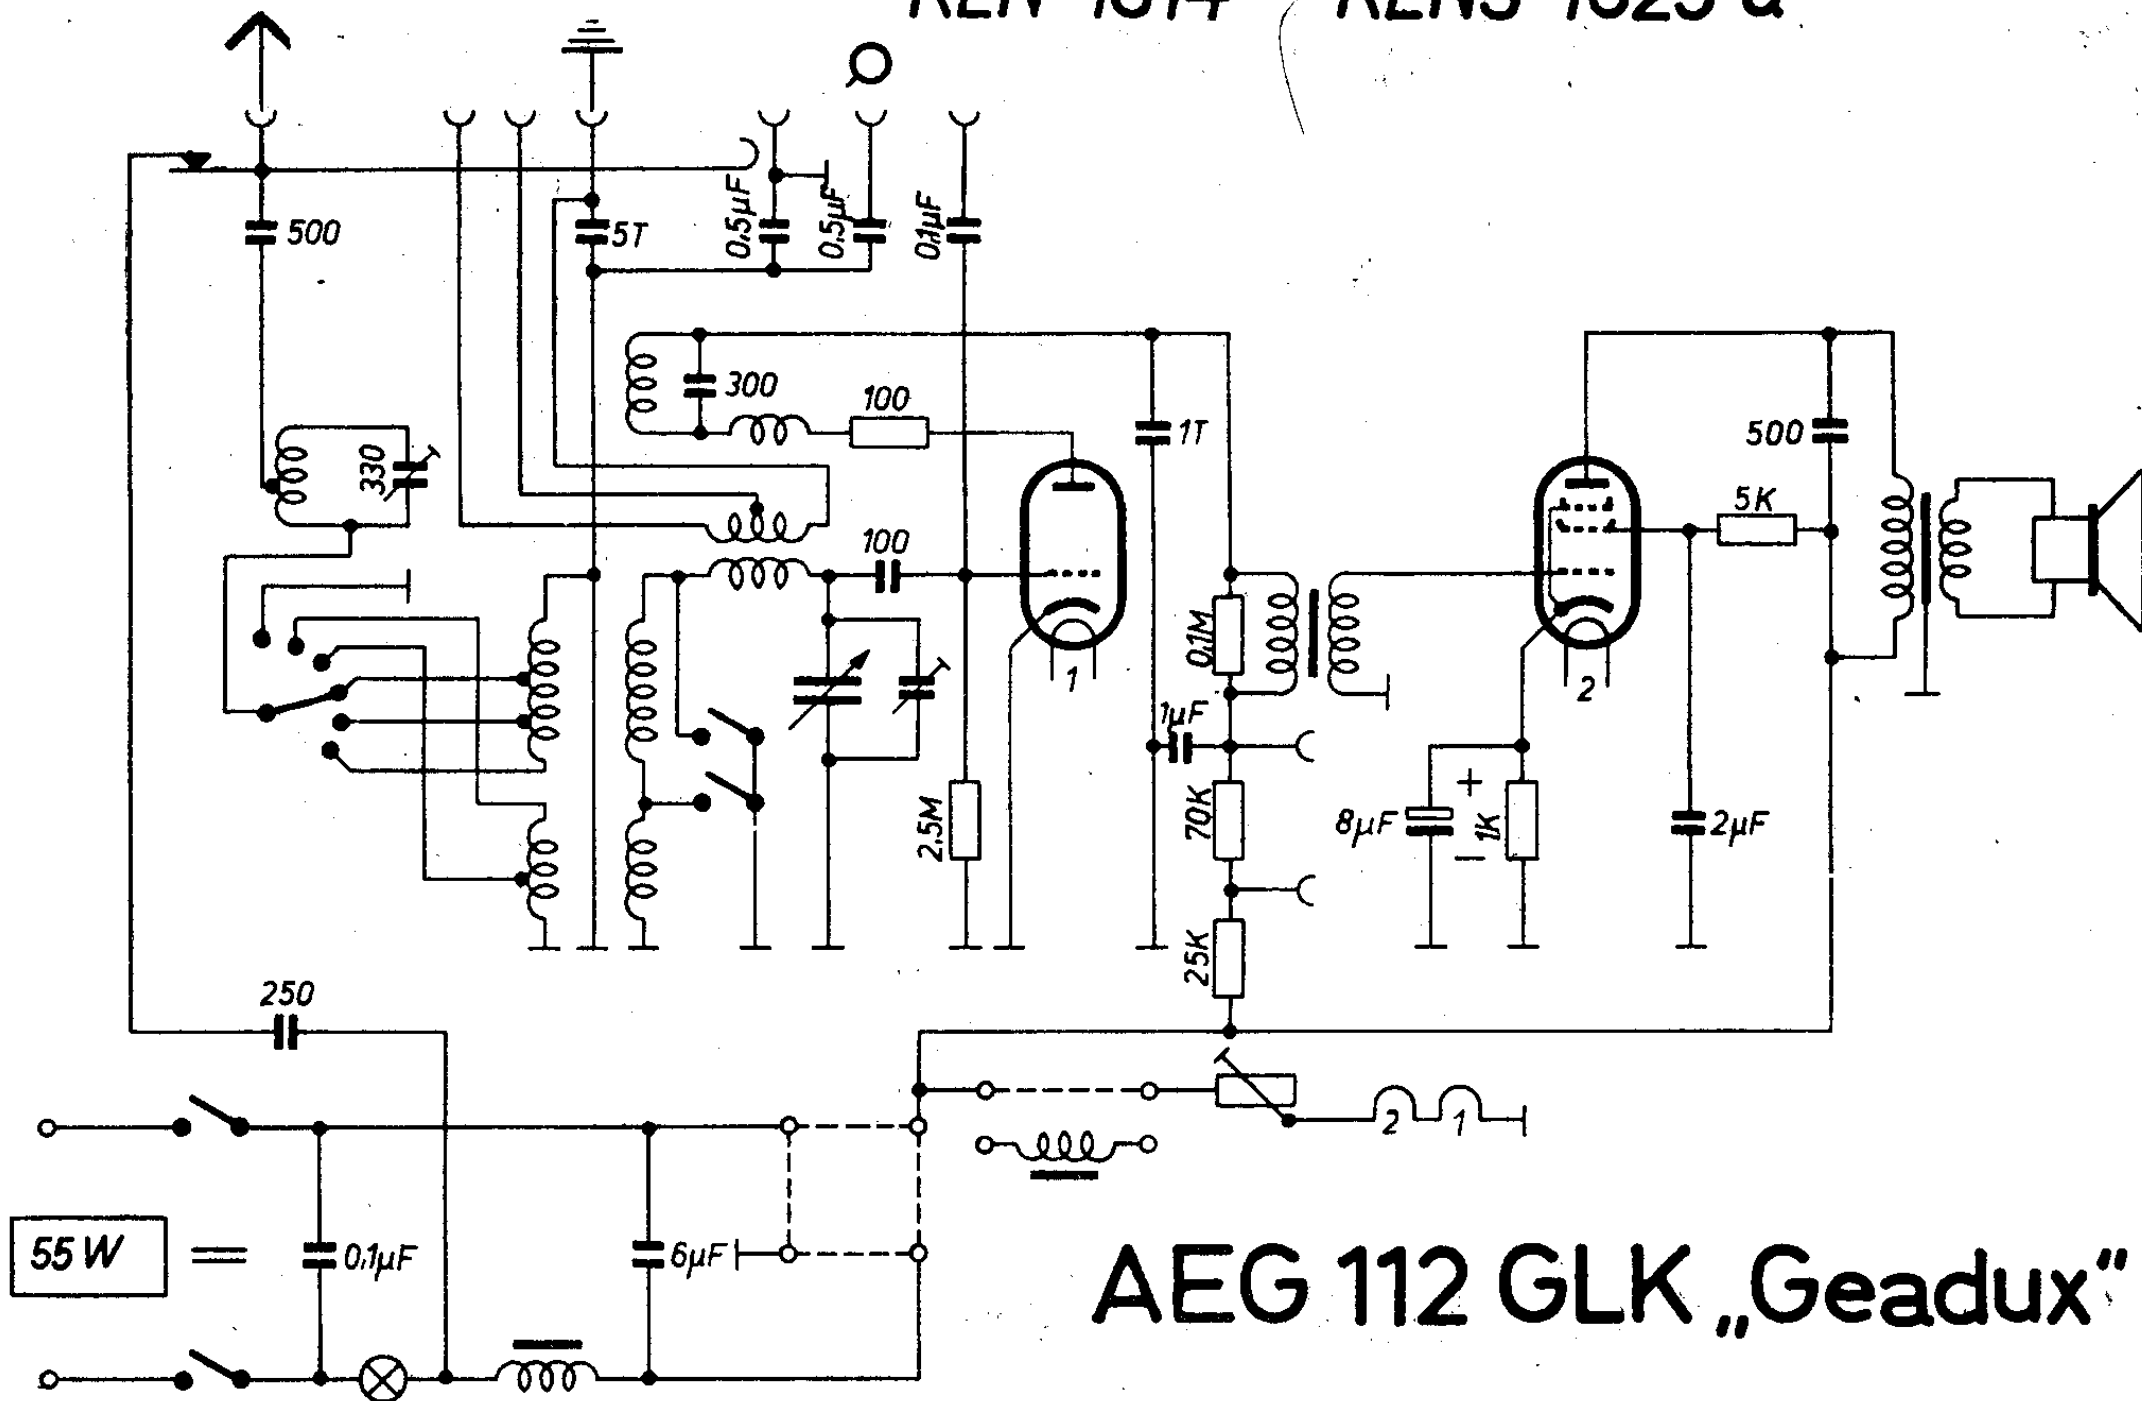 500
5T
0,5µF
0,5µF
0,1µF
300
100
1T
330
500
5K
100
0,1M
1
2
1µF
2,5M
70K
8µF
+
1K
–
2µF
25K
250
2
1
55 W
0,1µF
6µF
AEG 112 GLK „Geadux“